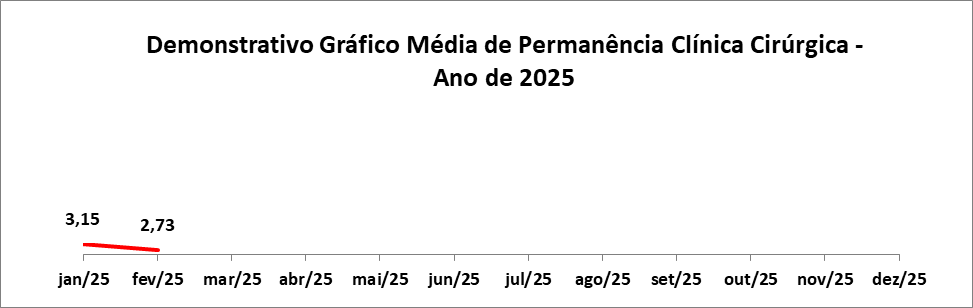 Demonstrativo Gráfico Média de Permanência Clínica Cirúrgica -
Ano de 2025
3,15
2,73
jan/25 fev/25 mar/25 abr/25 mai/25 jun/25 jul/25 ago/25 set/25 out/25 nov/25 dez/25